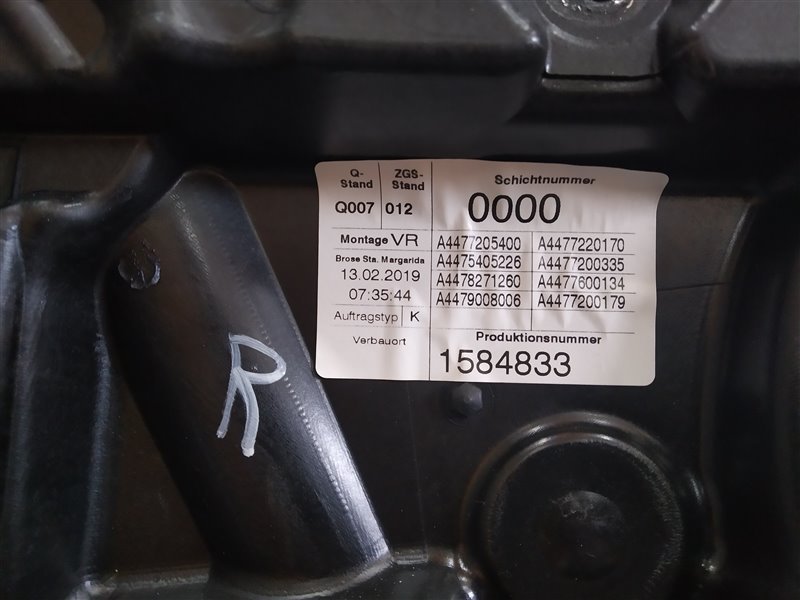 Q-Stand
ZGS-Stand
Schichtnummer
Q007
012
0000
Montage VR
Brose Sta. Margarida
13.02.2019
07:35:44
Auftragstyp K
Verbauort
A4477205400 A4477220170
A4475405226 A4477200335
A4478271260 A4477600134
A4479008006 A4477200179
Produktionsnummer
1584833
R